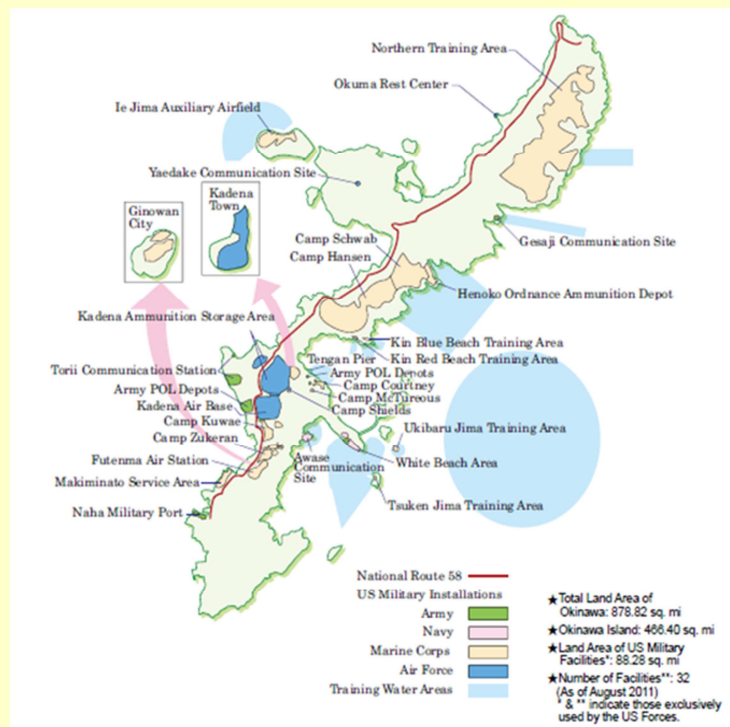 Northern Training Area
Okuma Rest Center
Ie Jima Auxiliary Airfield
Yaedake Communication Site
Kadena
Town
Ginowan
City
Camp Schwab
Camp Hansen
Gesaji Communication Site
Henoko Ordnance Ammunition Depot
Kadena Ammunition Storage Area
Kin Blue Beach Training Area
Kin Red Beach Training Area
Tengan Pier
Torii Communication Station
Army POL Depots
Army POL Depots
Camp Courtney
Kadena Air Base
Camp McTureous
Camp Shields
Camp Kuwae
Camp Zukeran
Ukibaru Jima Training Area
Futenma Air Station
Awase
Communication
Site
White Beach Area
Makiminato Service Area
Tsuken Jima Training Area
Naha Military Port
National Route 58
US Military Installations
Army
Navy
Marine Corps
Air Force
Training Water Areas
★Total Land Area of
Okinawa: 878.82 sq. mi
★Okinawa Island: 466.40 sq. mi
★Land Area of US Military
Facilities*: 88.28 sq. mi
★Number of Facilities**: 32
(As of August 2011)
* & ** indicate those exclusively
used by the US Forces.